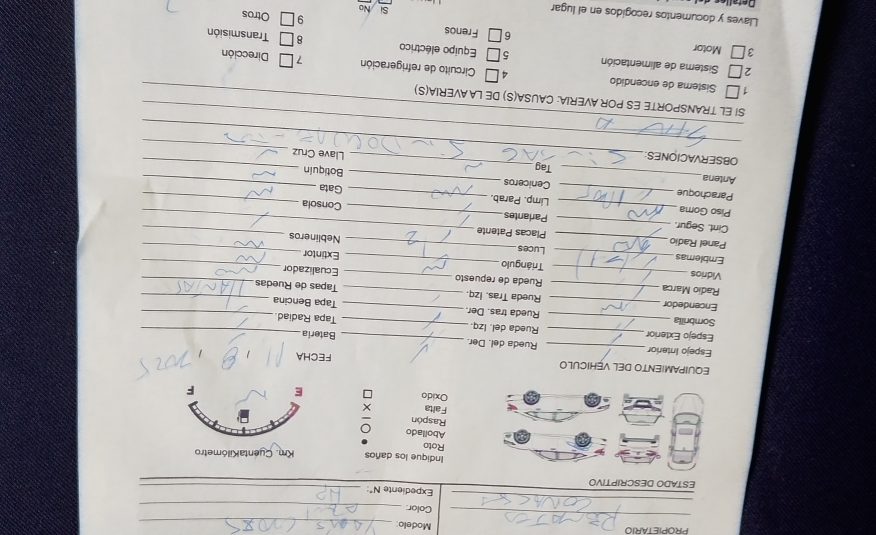 PROPIETARIO
Modelo:
Color:
Expediente N°:
ESTADO DESCRIPTIVO
Indique los daños
Roto
Abollado
Raspón
Falta
Oxido
Km. CuentaKilómetro
E F
FECHA 11, 8, 2025
EQUIPAMIENTO DEL VEHICULO
Espejo Interior
Espejo Exterior
Sombrilla
Encendedor
Radio Marca
Vidrios
Emblemas
Panel Radio
Cint. Segur.
Piso Goma
Parachoque
Antena
Rueda del. Der.
Rueda del. Izq.
Rueda tras. Der.
Rueda Tras. Izq.
Rueda de repuesto
Triángulo
Luces
Placas Patente
Parlantes
Limp. Parab.
Ceniceros
Tag
Bateria
Tapa Radiad.
Tapa Bencina
Tapas de Ruedas LLANTAS
Ecualizador
Extintor
Neblineros
Consola
Gata
Botiquín
Llave Cruz
OBSERVACIONES:
SI EL TRANSPORTE ES POR AVERIA: CAUSA(S) DE LA AVERIA(S)
1 Sistema de encendido
2 Sistema de alimentación
3 Motor
4 Circuito de refrigeración
5 Equipo eléctrico
6 Frenos
7 Dirección
8 Transmisión
9 Otros
Llaves y documentos recogidos en el lugar
SI No